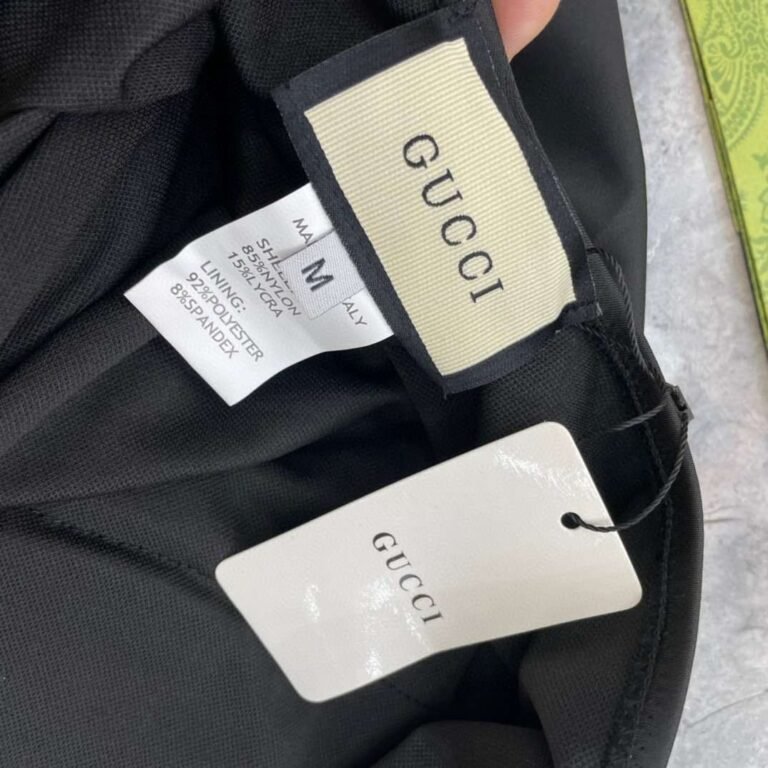 GUCCI
M
SHELL
85%NYLON
15%LYCRA
LINING:
92%POLYESTER
8%SPANDEX
GUCCI